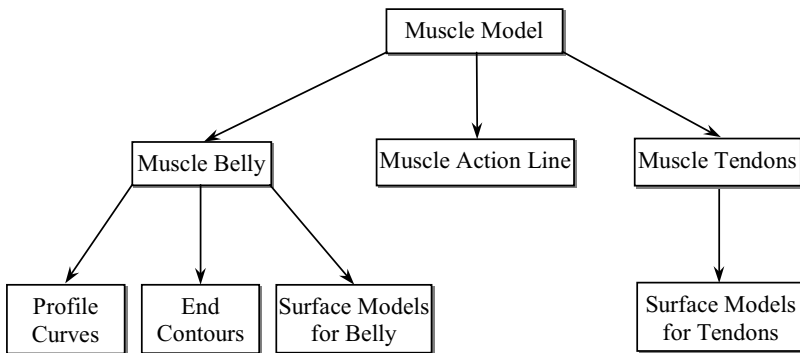 Muscle Model
Muscle Belly
Muscle Action Line
Muscle Tendons
Profile
Curves
End
Contours
Surface Models
for Belly
Surface Models
for Tendons